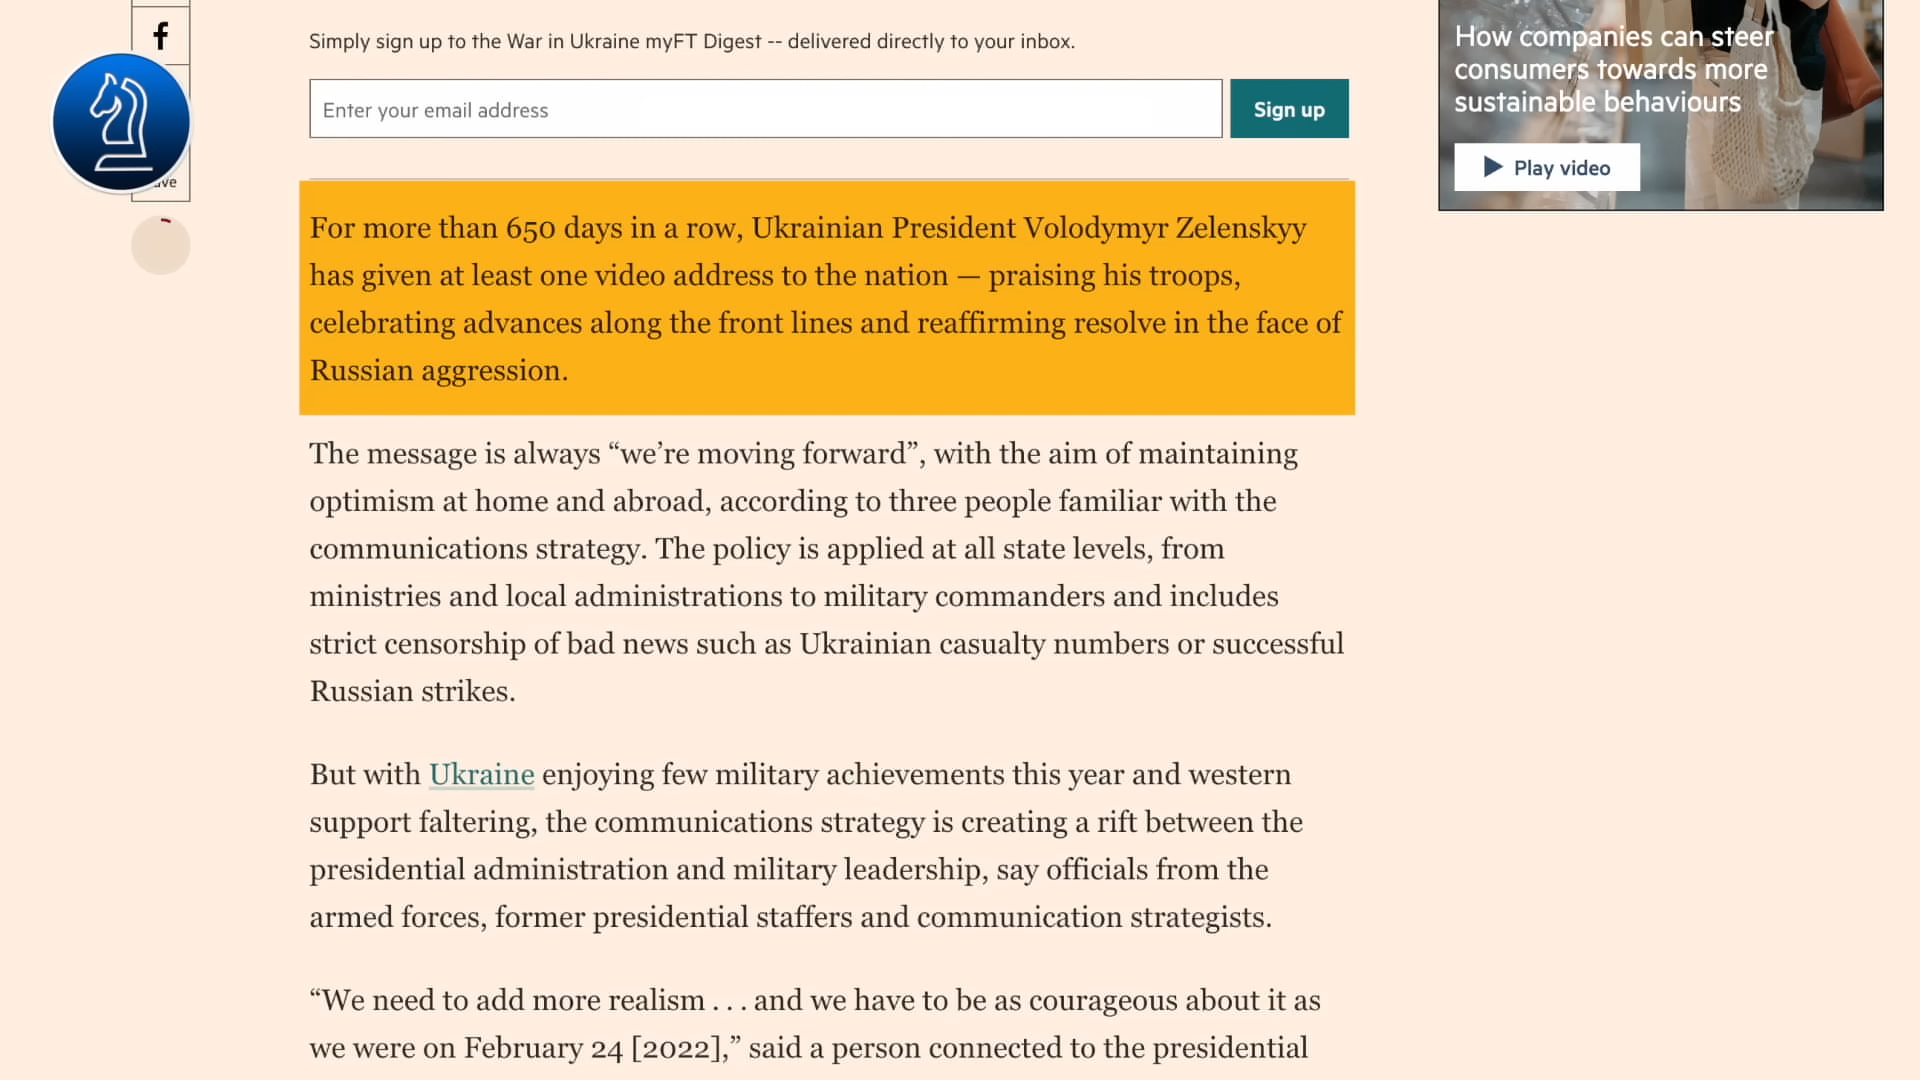 Simply sign up to the War in Ukraine myFT Digest -- delivered directly to your inbox.
Enter your email address
Sign up
For more than 650 days in a row, Ukrainian President Volodymyr Zelenskyy
has given at least one video address to the nation — praising his troops,
celebrating advances along the front lines and reaffirming resolve in the face of
Russian aggression.
The message is always “we’re moving forward”, with the aim of maintaining
optimism at home and abroad, according to three people familiar with the
communications strategy. The policy is applied at all state levels, from
ministries and local administrations to military commanders and includes
strict censorship of bad news such as Ukrainian casualty numbers or successful
Russian strikes.
But with Ukraine enjoying few military achievements this year and western
support faltering, the communications strategy is creating a rift between the
presidential administration and military leadership, say officials from the
armed forces, former presidential staffers and communication strategists.
“We need to add more realism . . . and we have to be as courageous about it as
we were on February 24 [2022],” said a person connected to the presidential
How companies can steer
consumers towards more
sustainable behaviours
Play video